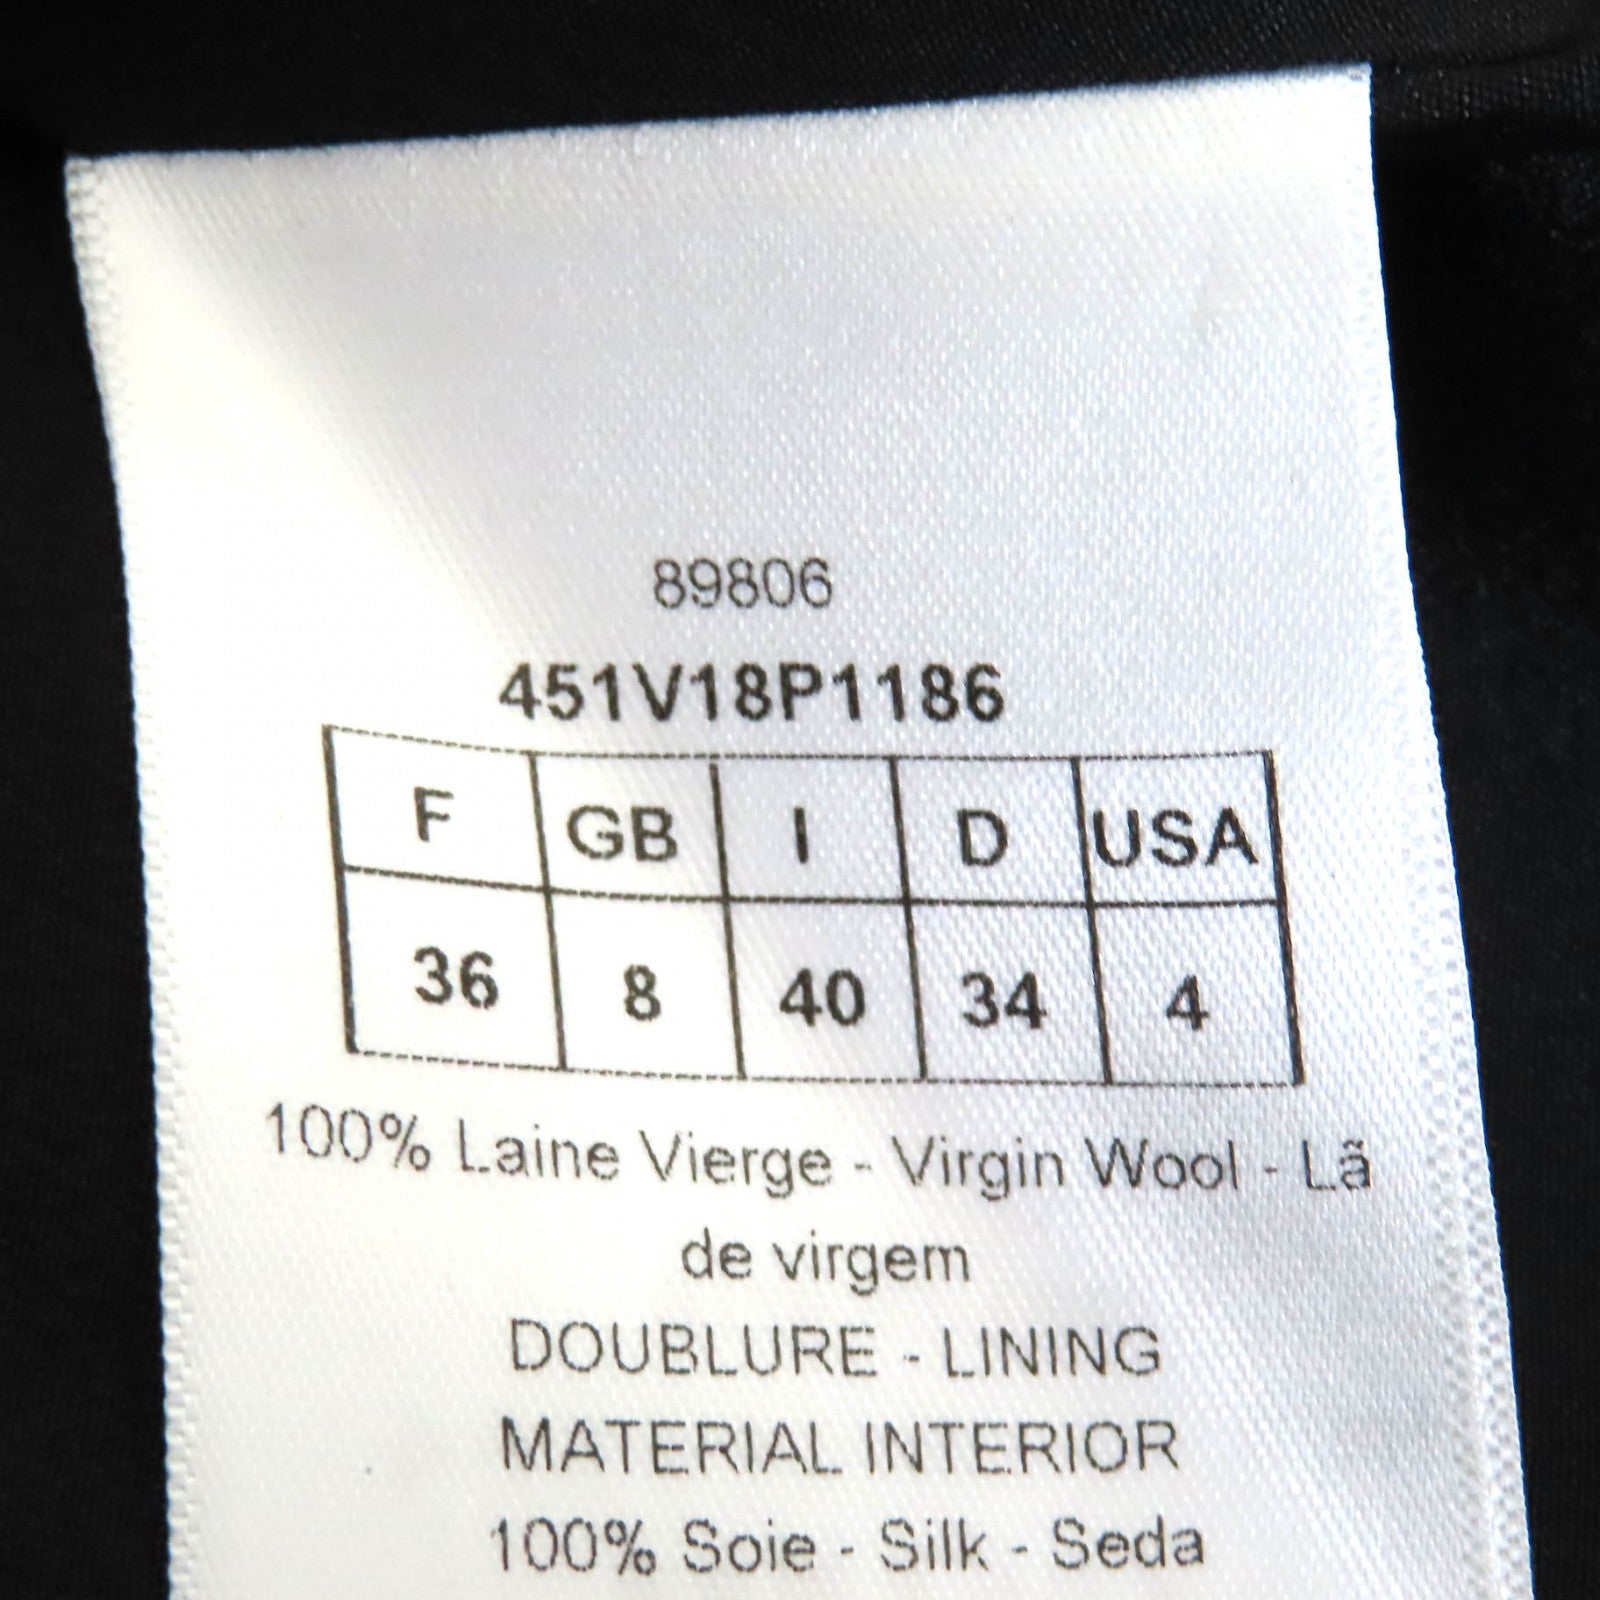 89806
451V18P1186
F GB I D USA
36 8 40 34 4
100% Laine Vierge - Virgin Wool - Lã
de virgem
DOUBLURE - LINING
MATERIAL INTERIOR
100% Soie - Silk - Seda